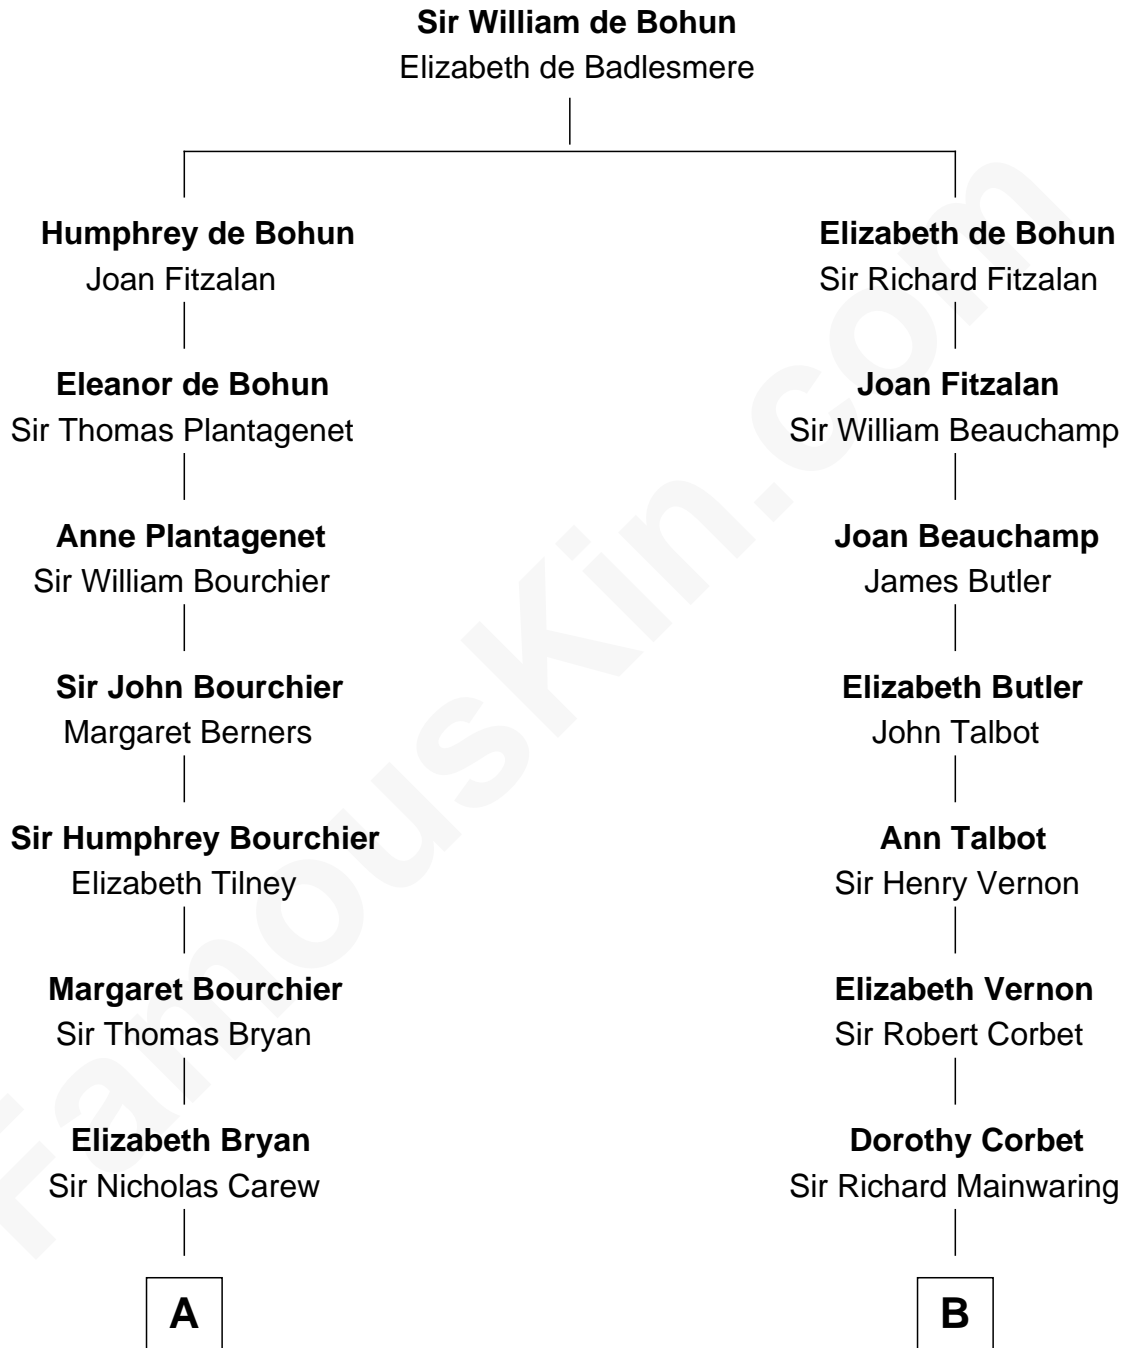 Sir William de Bohun
Elizabeth de Badlesmere
Humphrey de Bohun
Joan Fitzalan
Eleanor de Bohun
Sir Thomas Plantagenet
Anne Plantagenet
Sir William Bourchier
Sir John Bourchier
Margaret Berners
Sir Humphrey Bourchier
Elizabeth Tilney
Margaret Bourchier
Sir Thomas Bryan
Elizabeth Bryan
Sir Nicholas Carew
A
Elizabeth de Bohun
Sir Richard Fitzalan
Joan Fitzalan
Sir William Beauchamp
Joan Beauchamp
James Butler
Elizabeth Butler
John Talbot
Ann Talbot
Sir Henry Vernon
Elizabeth Vernon
Sir Robert Corbet
Dorothy Corbet
Sir Richard Mainwaring
B
FamousKin.com